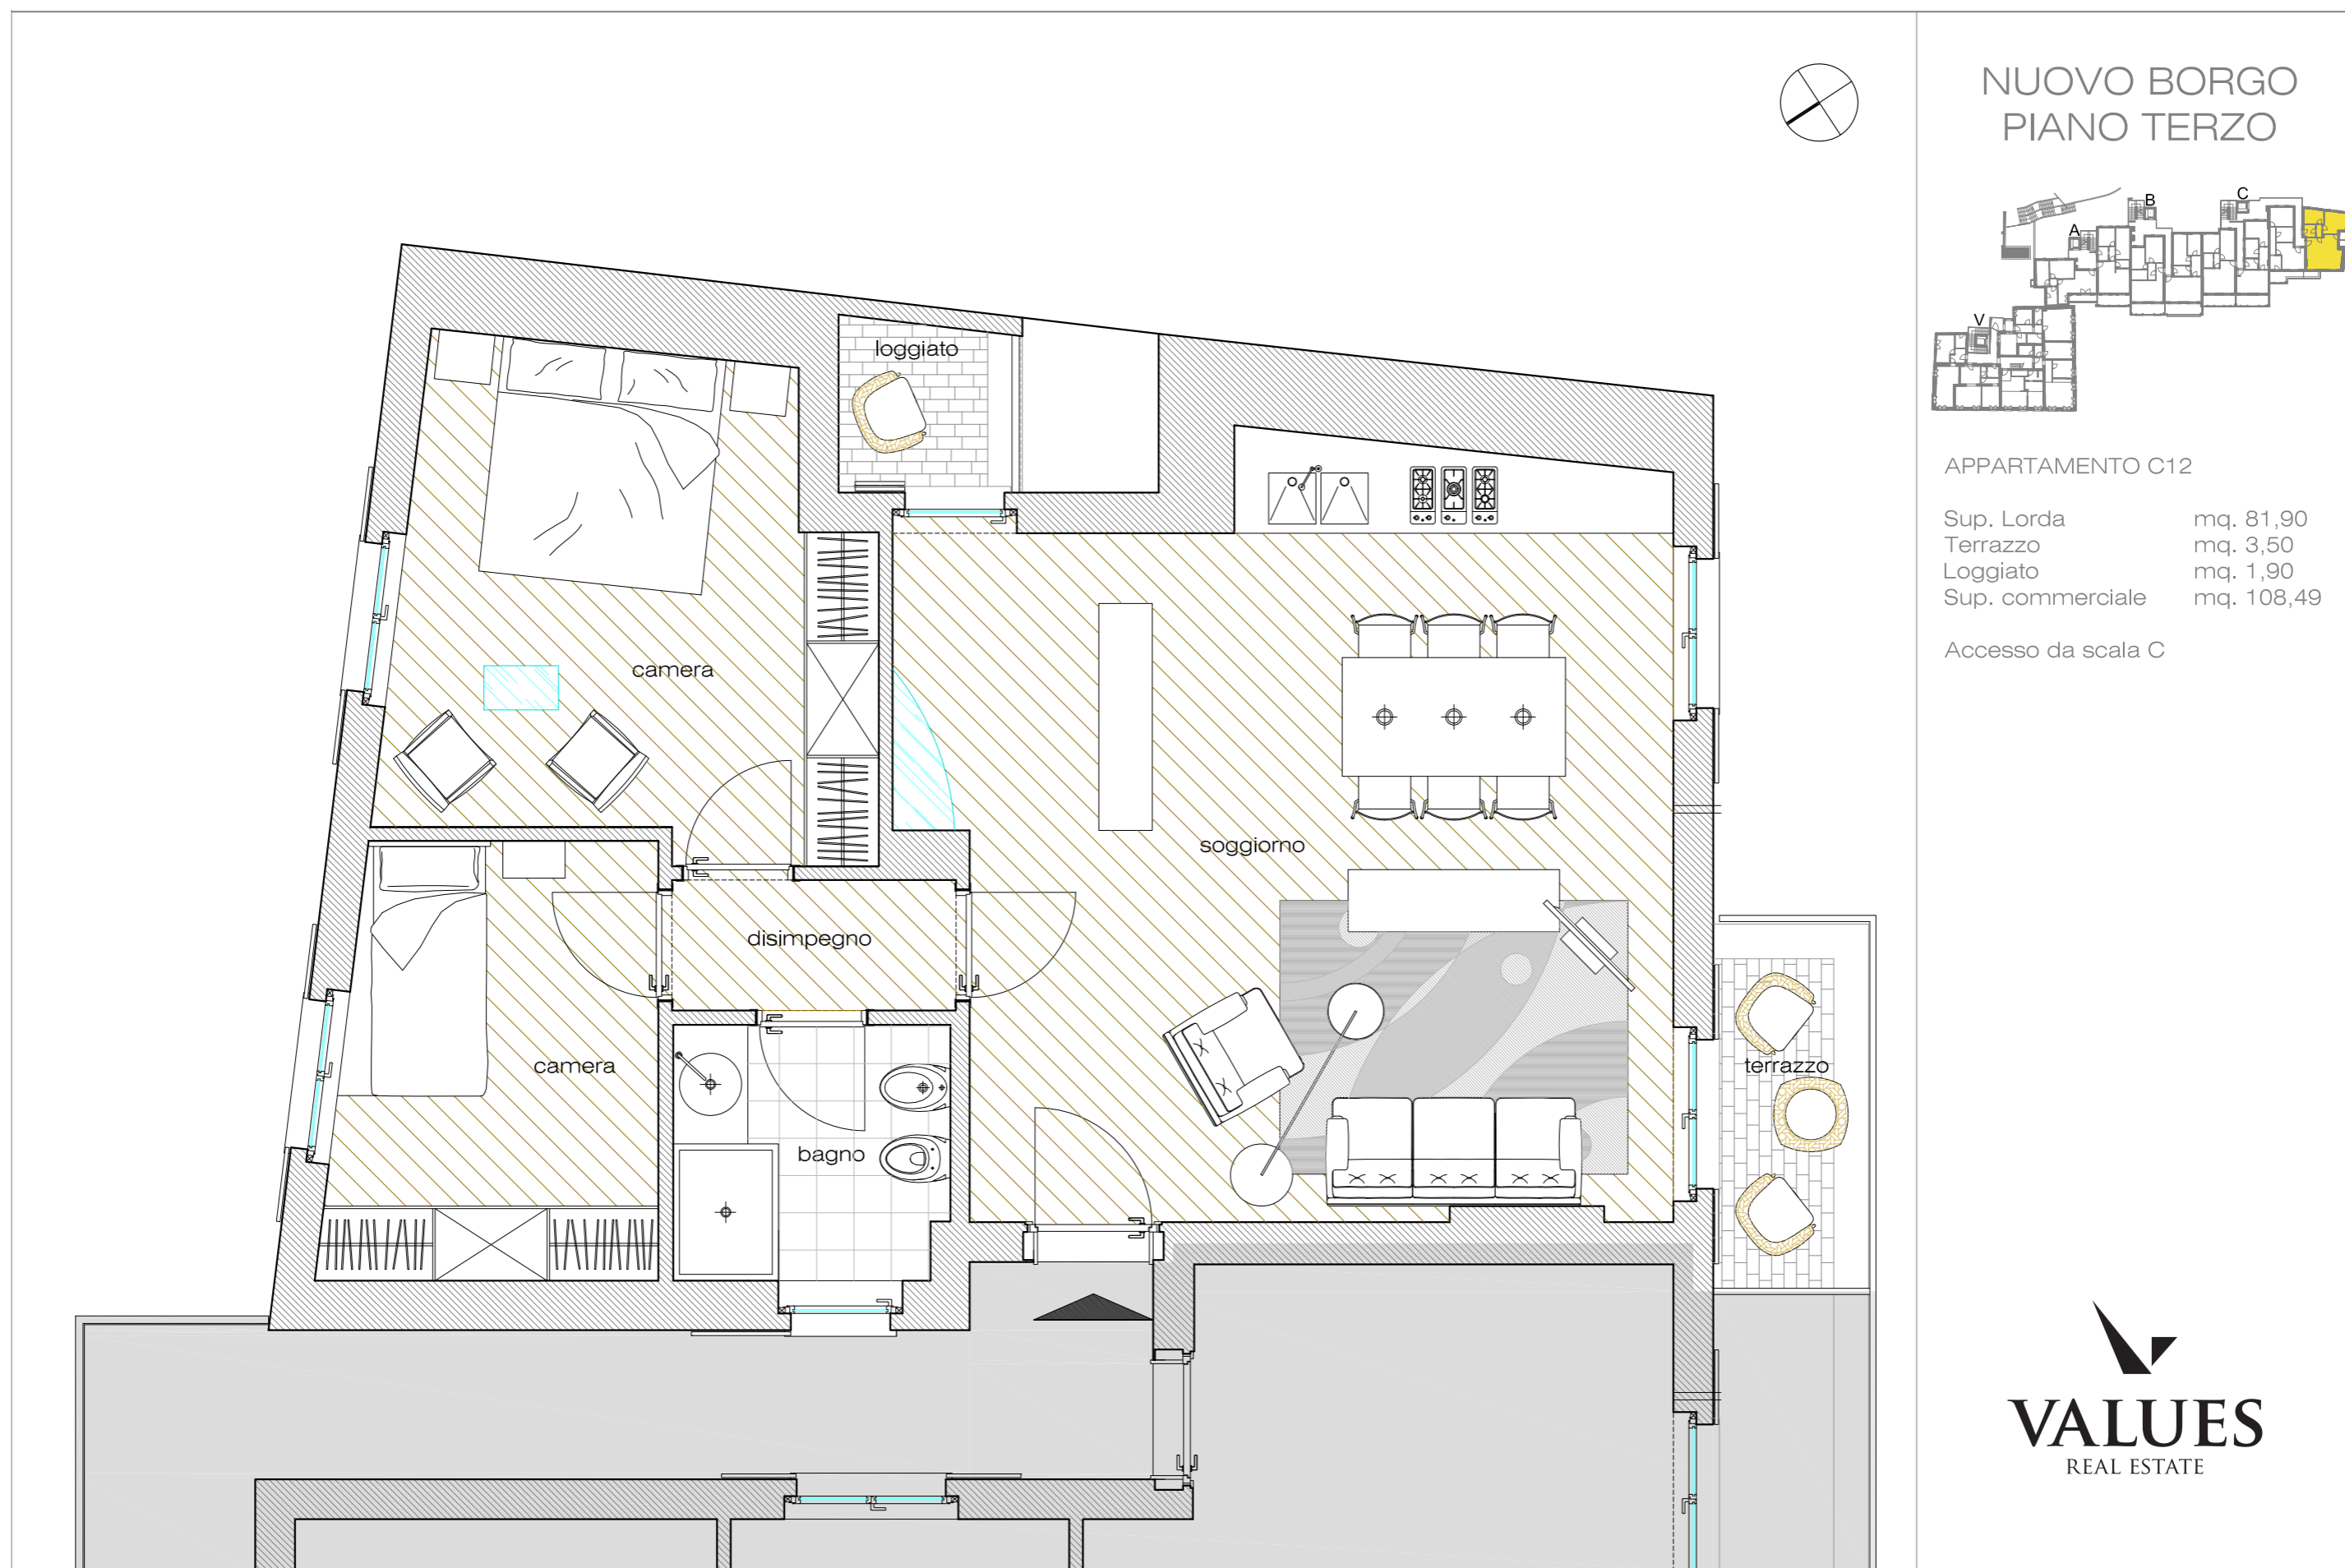 NUOVO BORGO
PIANO TERZO
A
B
C
V
APPARTAMENTO C12
Sup. Lorda mq. 81,90
Terrazzo mq. 3,50
Loggiato mq. 1,90
Sup. commerciale mq. 108,49
Accesso da scala C
loggiato
camera
soggiorno
disimpegno
camera
terrazzo
bagno
VALUES
REAL ESTATE